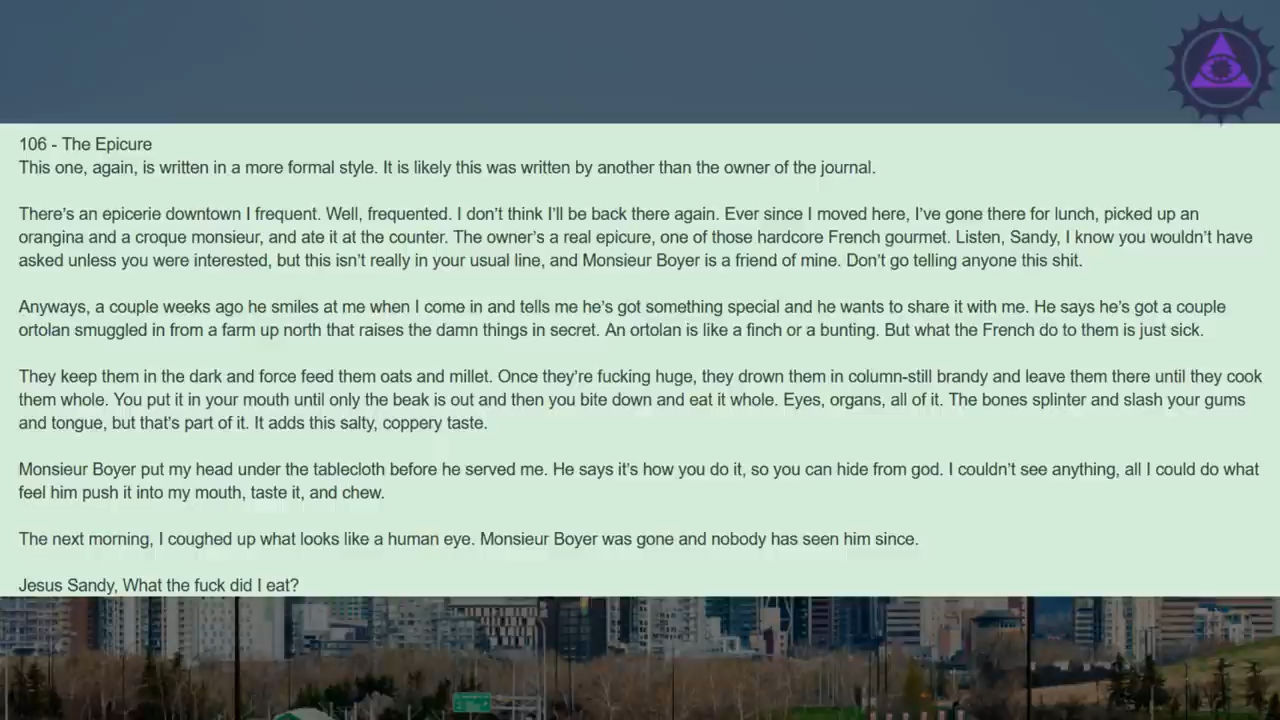 106 - The Epicure
This one, again, is written in a more formal style. It is likely this was written by another than the owner of the journal.
There's an epicerie downtown I frequent. Well, frequented. I don't think I'll be back there again. Ever since I moved here, I've gone there for lunch, picked up an
orangina and a croque monsieur, and ate it at the counter. The owner's a real epicure, one of those hardcore French gourmet. Listen, Sandy, I know you wouldn't have
asked unless you were interested, but this isn't really in your usual line, and Monsieur Boyer is a friend of mine. Don't go telling anyone this shit.
Anyways, a couple weeks ago he smiles at me when I come in and tells me he's got something special and he wants to share it with me. He says he's got a couple
ortolan smuggled in from a farm up north that raises the damn things in secret. An ortolan is like a finch or a bunting. But what the French do to them is just sick.
They keep them in the dark and force feed them oats and millet. Once they're fucking huge, they drown them in column-still brandy and leave them there until they cook
them whole. You put it in your mouth until only the beak is out and then you bite down and eat it whole. Eyes, organs, all of it. The bones splinter and slash your gums
and tongue, but that's part of it. It adds this salty, coppery taste.
Monsieur Boyer put my head under the tablecloth before he served me. He says it's how you do it, so you can hide from god. I couldn't see anything, all I could do what
feel him push it into my mouth, taste it, and chew.
The next morning, I coughed up what looks like a human eye. Monsieur Boyer was gone and nobody has seen him since.
Jesus Sandy, What the fuck did I eat?